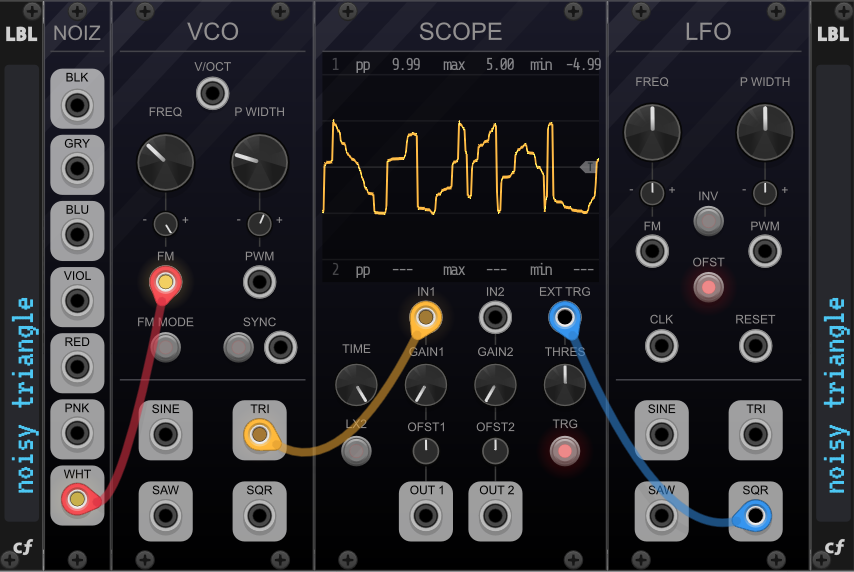 LBL
NOIZ
VCO
SCOPE
LFO
LBL
1 pp 9.99 max 5.00 min -4.99
BLK
GRY
BLU
VIOL
RED
PNK
WHT
V/OCT
FREQ
P WIDTH
- +
- +
FM
PWM
FM MODE
SYNC
SINE
TRI
SAW
SQR
T
2 pp --- max --- min ---
IN1
IN2
EXT TRG
TIME
GAIN1
GAIN2
THRES
LX2
OFST1
OFST2
TRG
OUT 1
OUT 2
FREQ
P WIDTH
- +
- +
INV
FM
PWM
OFST
CLK
RESET
SINE
TRI
SAW
SQR
noisy triangle
noisy triangle
cf
cf